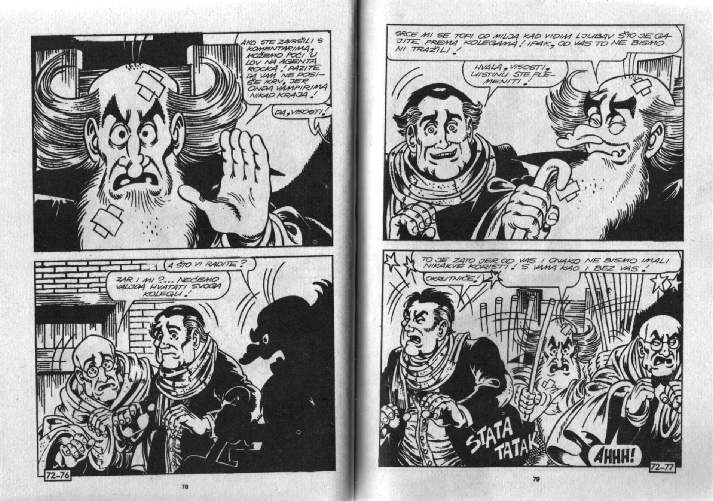 AKO STE ZAVRŠILI S
KOMENTARIMA,
MOŽEMO POĆI U
LOV NA AGENTA
ROCKA! PAZITE
DA VAM NE POSI-
ŠE KRV, JER
ONDA VAMPIRIMA
NIKAD KRAJA!
DA, VISOSTI!
A ŠTO VI RADITE?
ZAR I MI?... NEĆEMO
VALJDA HVATATI SVOGA
KOLEGU!
72-76
78
SRCE MI SE TOPI OD MILJA KAD VIDIM LJUBAV ŠTO JE GA-
JITE PREMA KOLEGAMA! IPAK, OD VAS TO NE BISMO
NI TRAŽILI!
HVALA, VISOSTI,
UISTINU STE PLE-
MENITI!
TO JE ZATO JER OD VAS I ONAKO NE BISMO IMALI
NIKAKVE KORISTI! S VAMA KAO I BEZ VAS!
OKRUTNIČE!
STATA
TATAK
AHHH!
72-77
79